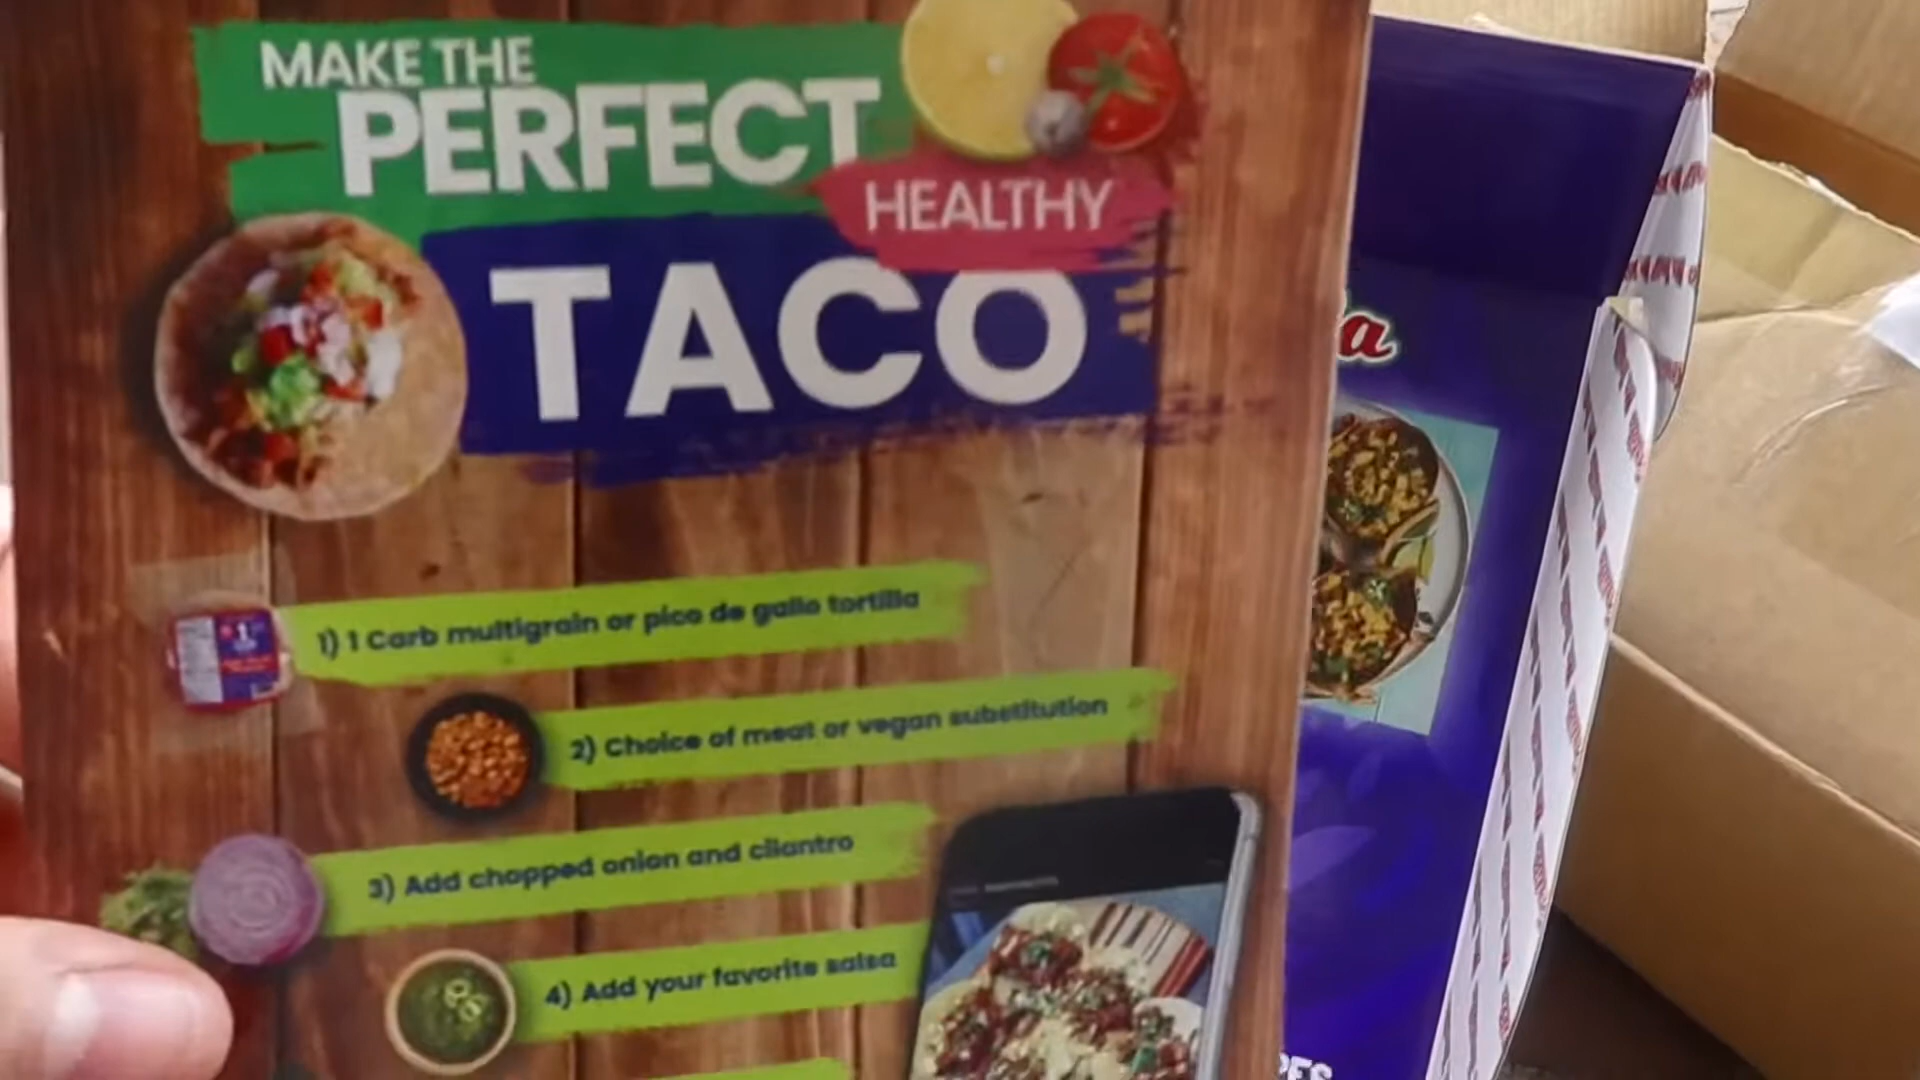 MAKE THE
PERFECT
HEALTHY
TACO
1) 1 Carb multigrain or pico de gallo tortilla
2) Choice of meat or vegan substitution
3) Add chopped onion and cilantro
4) Add your favorite salsa